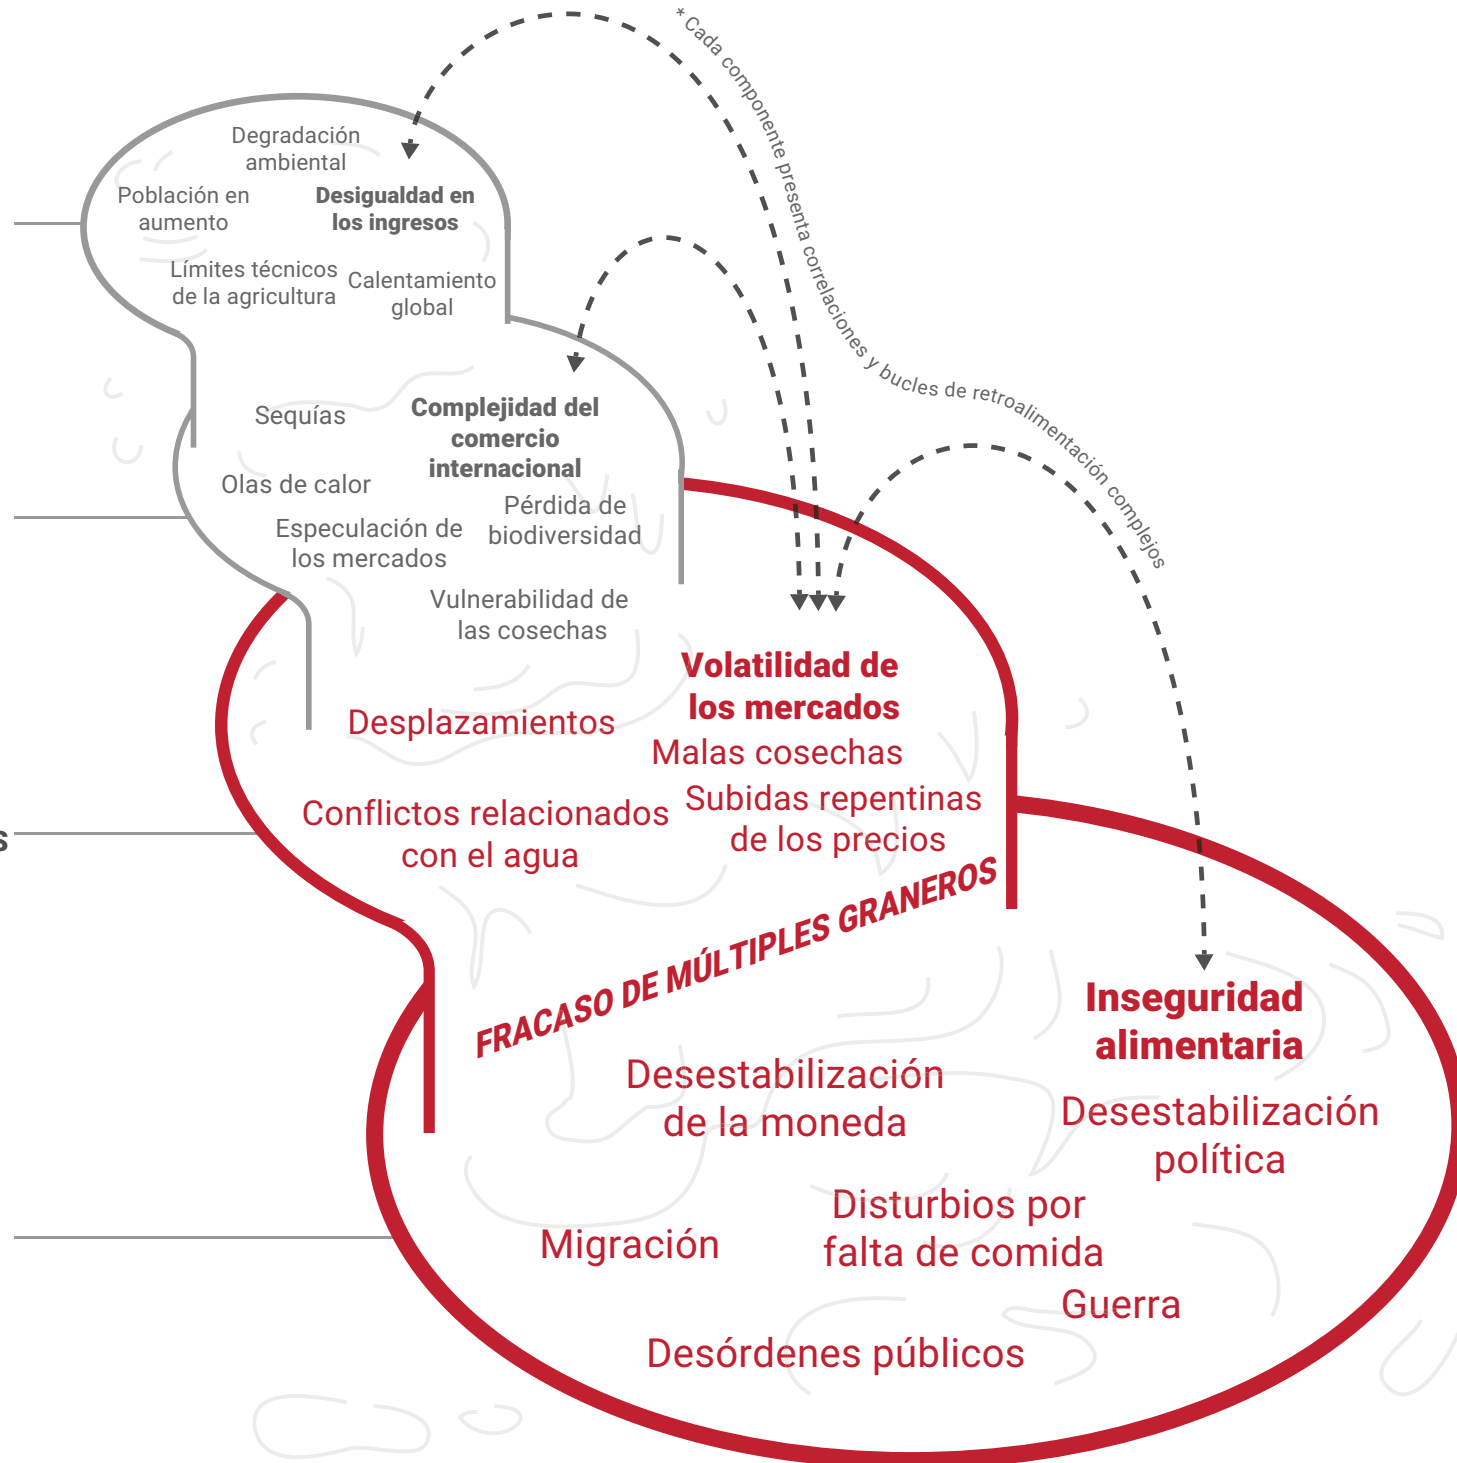 * Cada componente presenta correlaciones y bucles de retroalimentación complejos
Degradación
ambiental
Población en
aumento
Desigualdad en
los ingresos
Límites técnicos
de la agricultura
Calentamiento
global
Sequías
Complejidad del
comercio
internacional
Olas de calor
Pérdida de
biodiversidad
Especulación de
los mercados
Vulnerabilidad de
las cosechas
Volatilidad de
los mercados
Desplazamientos
Malas cosechas
Subidas repentinas
de los precios
Conflictos relacionados
con el agua
s
FRACASO DE MÚLTIPLES GRANEROS
Inseguridad
alimentaria
Desestabilización
de la moneda
Desestabilización
política
Disturbios por
falta de comida
Migración
Guerra
Desórdenes públicos